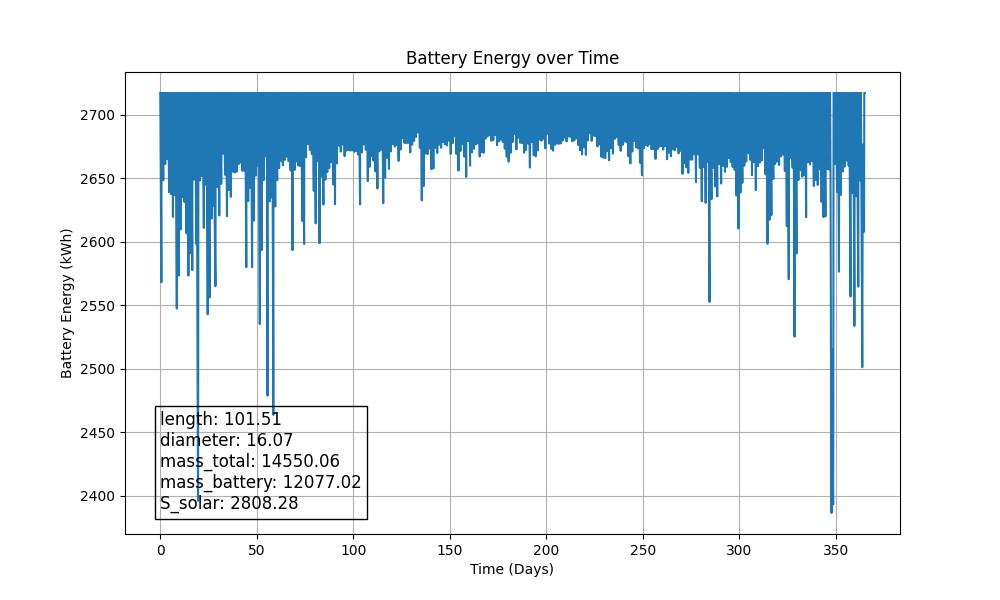 Battery Energy over Time
Battery Energy (kWh)
2700
2650
2600
2550
2500
2450
2400
length: 101.51
diameter: 16.07
mass_total: 14550.06
mass_battery: 12077.02
S_solar: 2808.28
0 50 100 150 200 250 300 350
Time (Days)